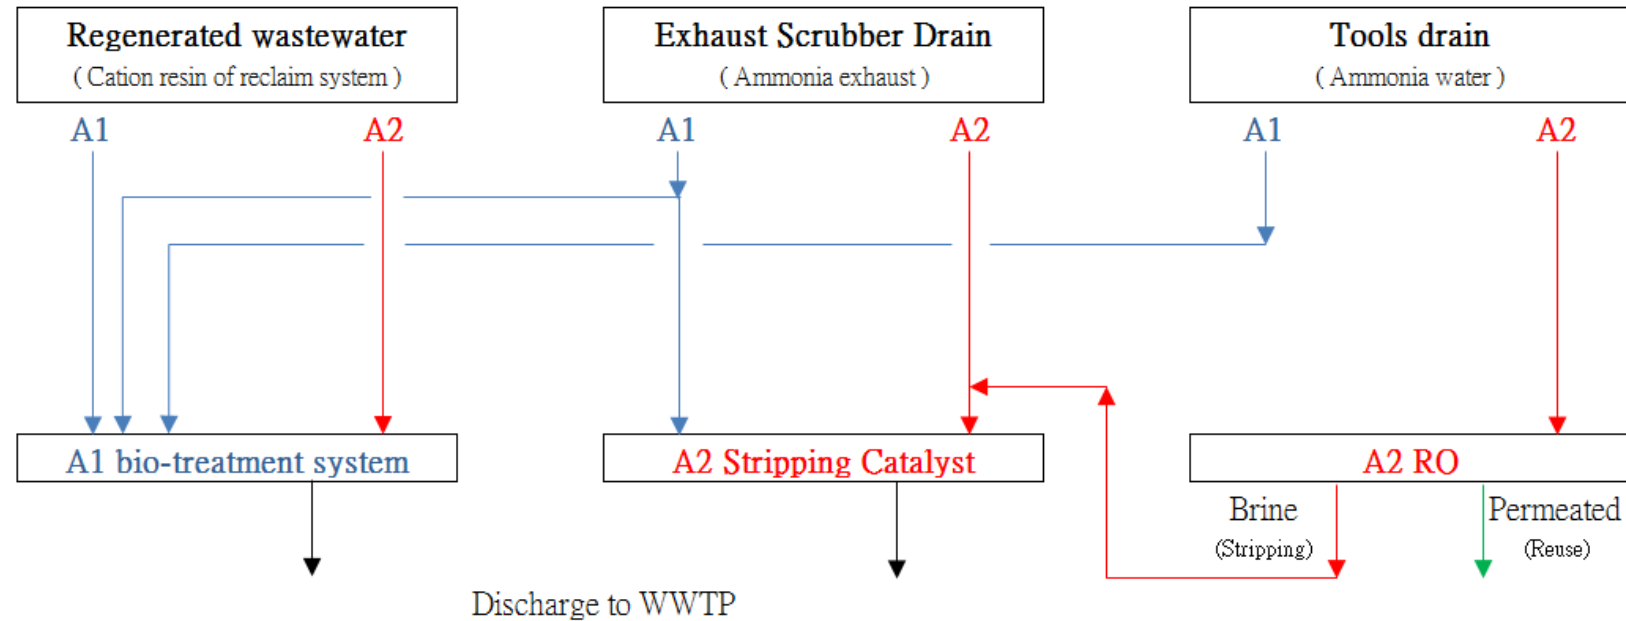 Regenerated wastewater
( Cation resin of reclaim system )
Exhaust Scrubber Drain
( Ammonia exhaust )
Tools drain
( Ammonia water )
A1
A2
A1
A2
A1
A2
A1 bio-treatment system
A2 Stripping Catalyst
A2 RO
Brine
(Stripping)
Permeated
(Reuse)
Discharge to WWTP